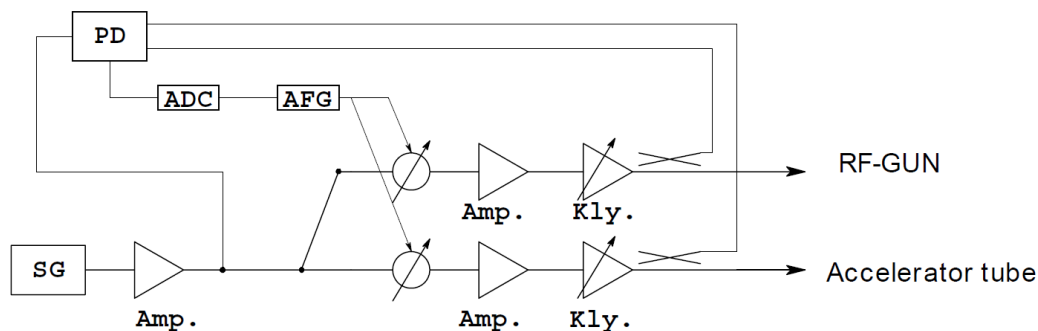 PD
ADC
AFG
RF-GUN
Amp.
Kly.
SG
Accelerator tube
Amp.
Amp.
Kly.